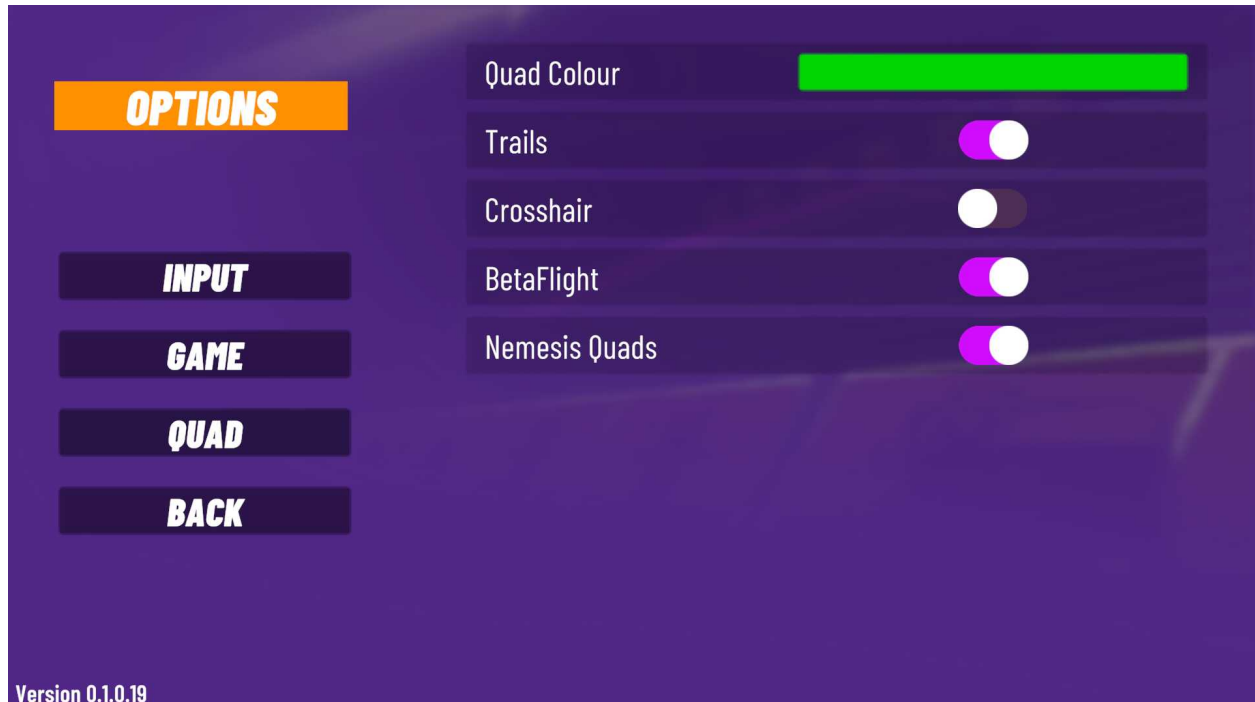 OPTIONS
INPUT
GAME
QUAD
BACK
Quad Colour
Trails
Crosshair
BetaFlight
Nemesis Quads
Version 0.1.0.19